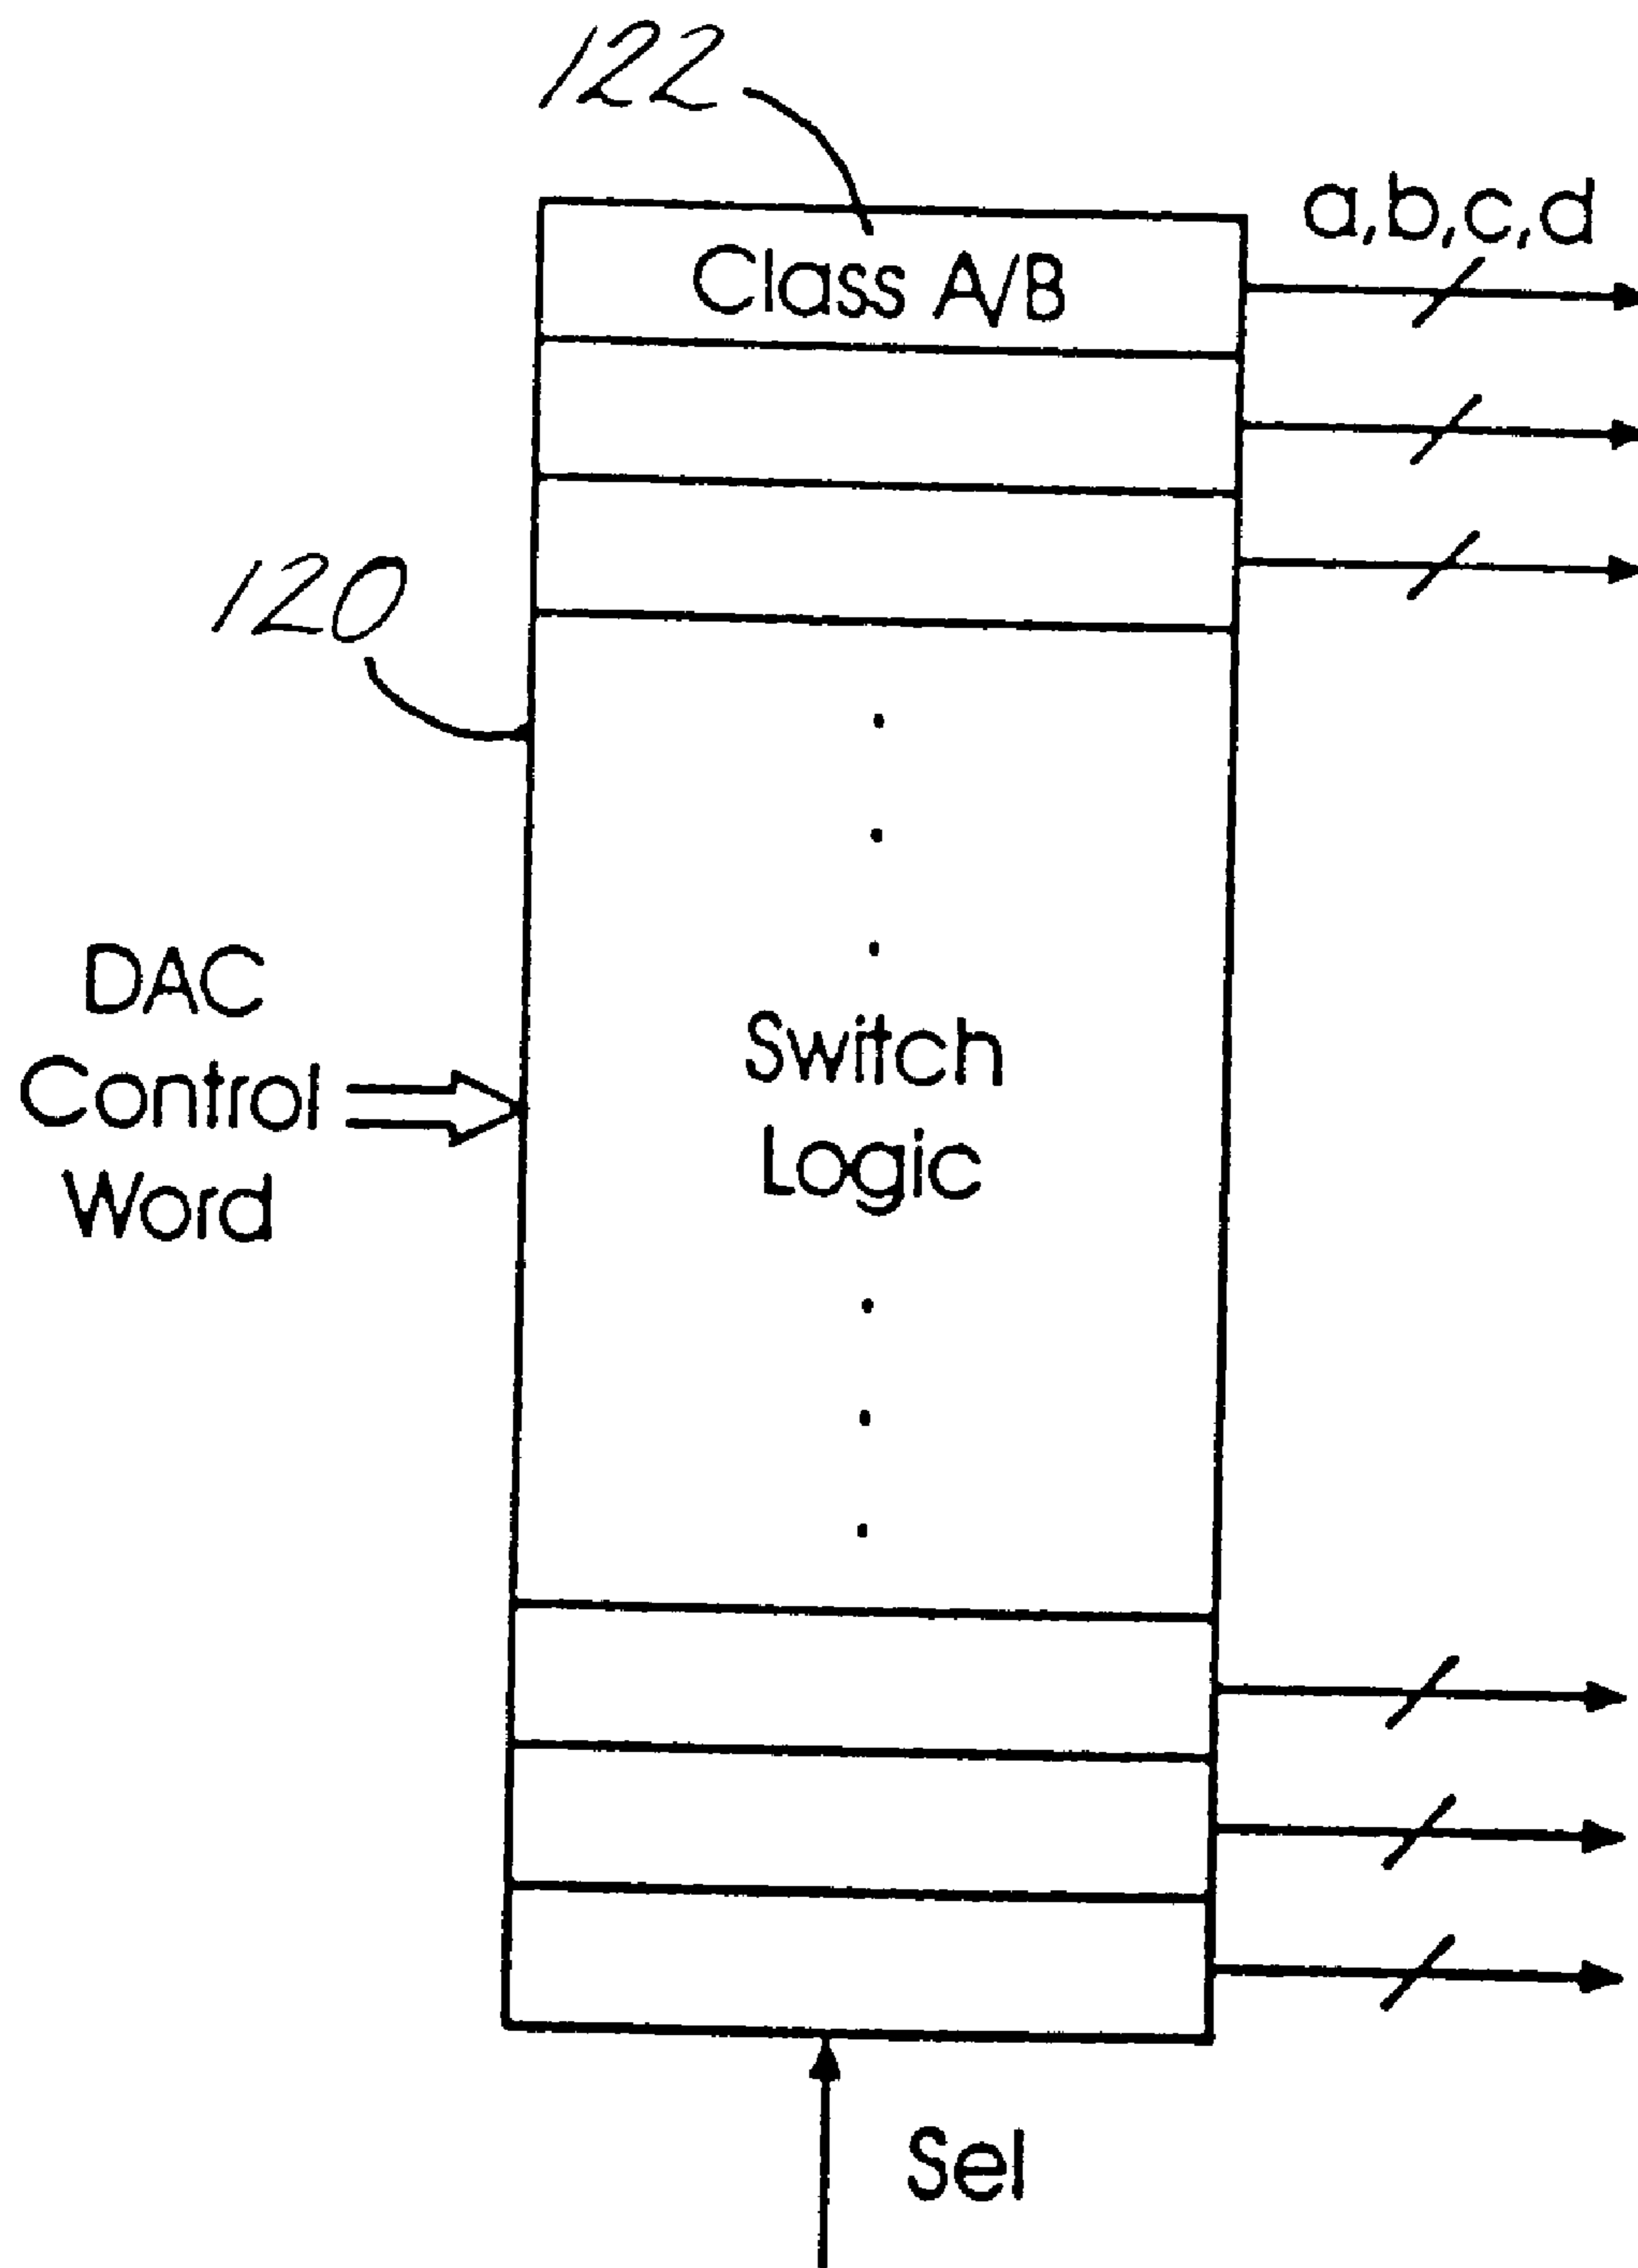 122
a,b,c,d
Class A/B
120
DAC
Control
Word
Switch
Logic
Sel